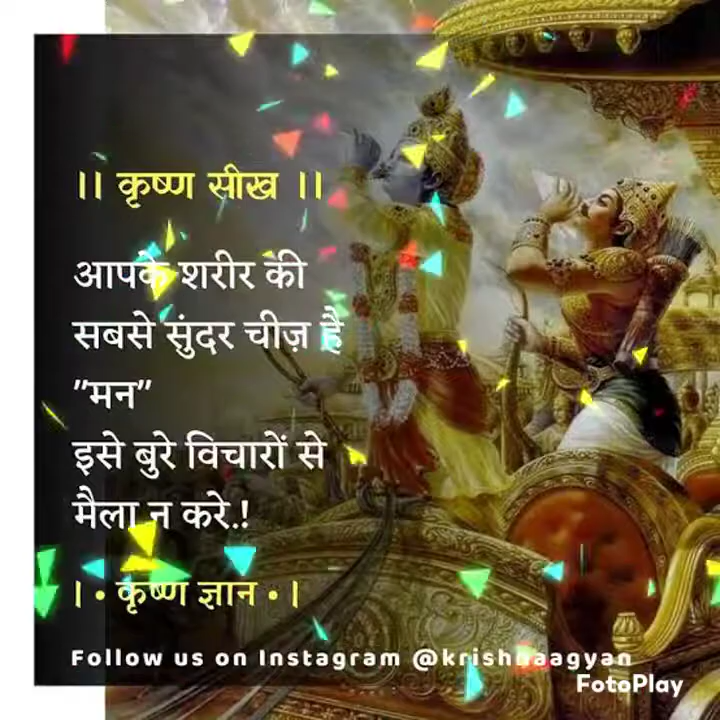 ।। कृष्ण सीख ।।
आपके शरीर की
सबसे सुंदर चीज़ है
"मन"
इसे बुरे विचारों से
मैला न करे.!
। • कृष्ण ज्ञान • ।
Follow us on Instagram @krishnaagyan
FotoPlay